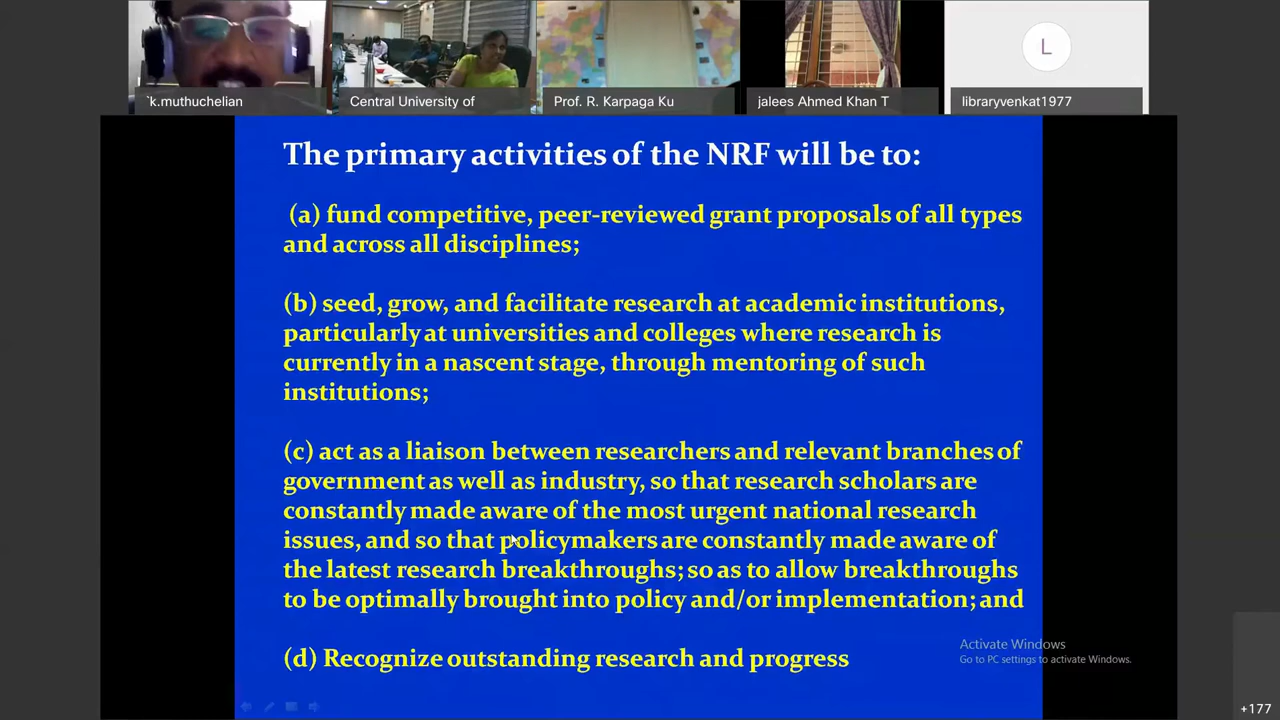 `k.muthuchelian
Central University of
Prof. R. Karpaga Ku
jalees Ahmed Khan T
L
libraryvenkat1977
The primary activities of the NRF will be to:
(a) fund competitive, peer-reviewed grant proposals of all types
and across all disciplines;
(b) seed, grow, and facilitate research at academic institutions,
particularly at universities and colleges where research is
currently in a nascent stage, through mentoring of such
institutions;
(c) act as a liaison between researchers and relevant branches of
government as well as industry, so that research scholars are
constantly made aware of the most urgent national research
issues, and so that policymakers are constantly made aware of
the latest research breakthroughs; so as to allow breakthroughs
to be optimally brought into policy and/or implementation; and
(d) Recognize outstanding research and progress
Activate Windows
Go to PC settings to activate Windows.
+177